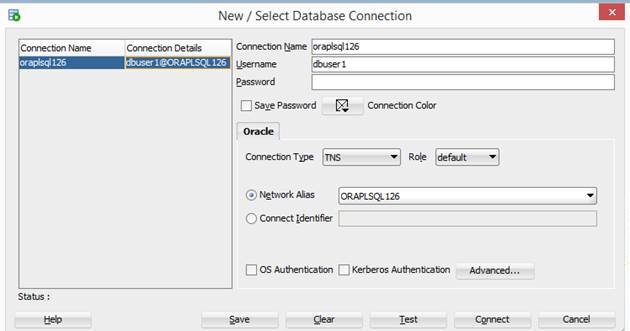 New / Select Database Connection
Connection Name Connection Details
oraplsql126 dbuser1@ORAPLSQL126
Connection Name oraplsql126
Username dbuser1
Password
Save Password Connection Color
Oracle
Connection Type TNS Role default
Network Alias ORAPLSQL126
Connect Identifier
OS Authentication Kerberos Authentication Advanced...
Status :
Help Save Clear Test Connect Cancel